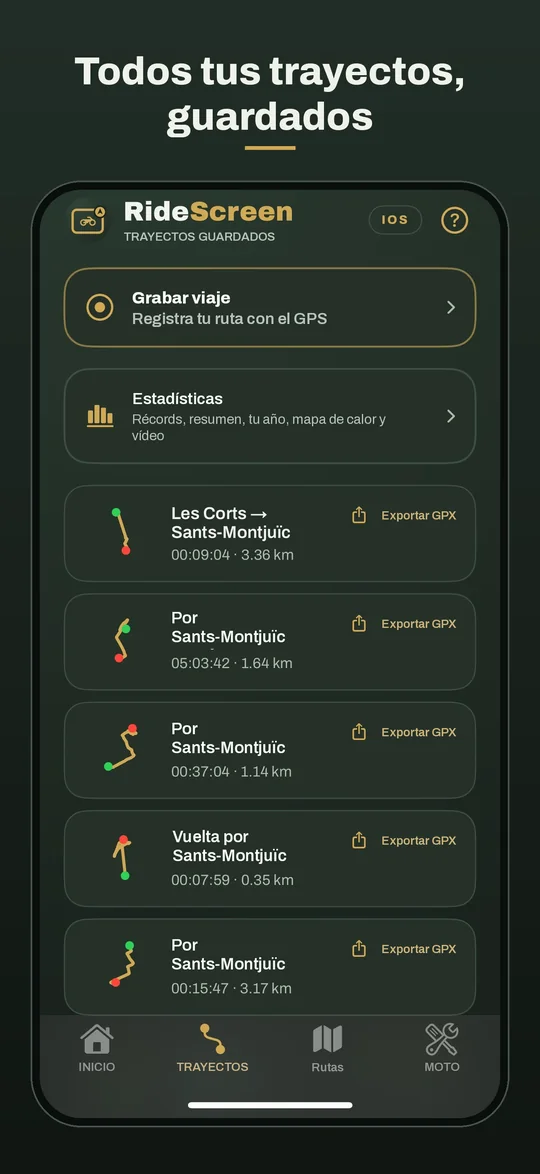 Todos tus trayectos,
guardados
RideScreen
TRAYECTOS GUARDADOS
IOS
?
Grabar viaje
Registra tu ruta con el GPS
Estadísticas
Récords, resumen, tu año, mapa de calor y
vídeo
Les Corts →
Sants-Montjuïc
00:09:04 · 3.36 km
Exportar GPX
Por
Sants-Montjuïc
05:03:42 · 1.64 km
Exportar GPX
Por
Sants-Montjuïc
00:37:04 · 1.14 km
Exportar GPX
Vuelta por
Sants-Montjuïc
00:07:59 · 0.35 km
Exportar GPX
Por
Sants-Montjuïc
00:15:47 · 3.17 km
Exportar GPX
INICIO
TRAYECTOS
Rutas
MOTO